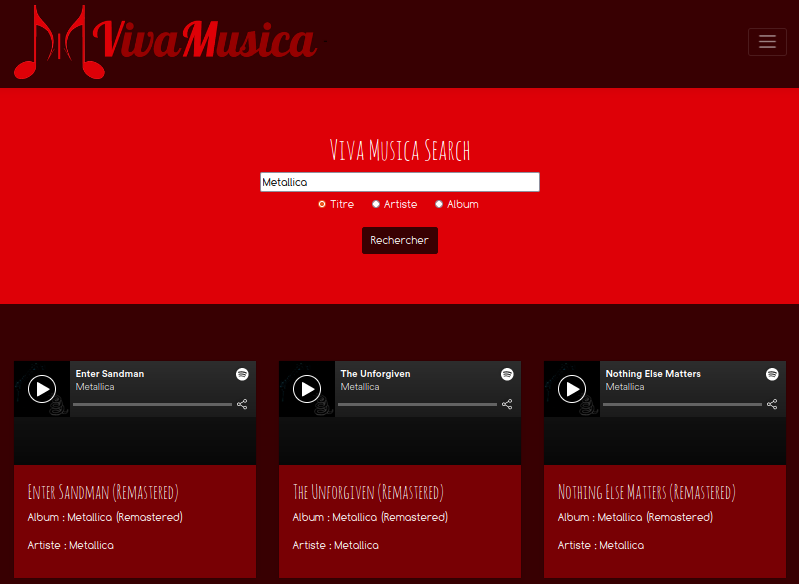 VivaMusica
Viva Musica Search
Metallica
Titre Artiste Album
Rechercher
Enter Sandman
Metallica
The Unforgiven
Metallica
Nothing Else Matters
Metallica
Enter Sandman (Remastered)
Album : Metallica (Remastered)
Artiste : Metallica
The Unforgiven (Remastered)
Album : Metallica (Remastered)
Artiste : Metallica
Nothing Else Matters (Remastered)
Album : Metallica (Remastered)
Artiste : Metallica